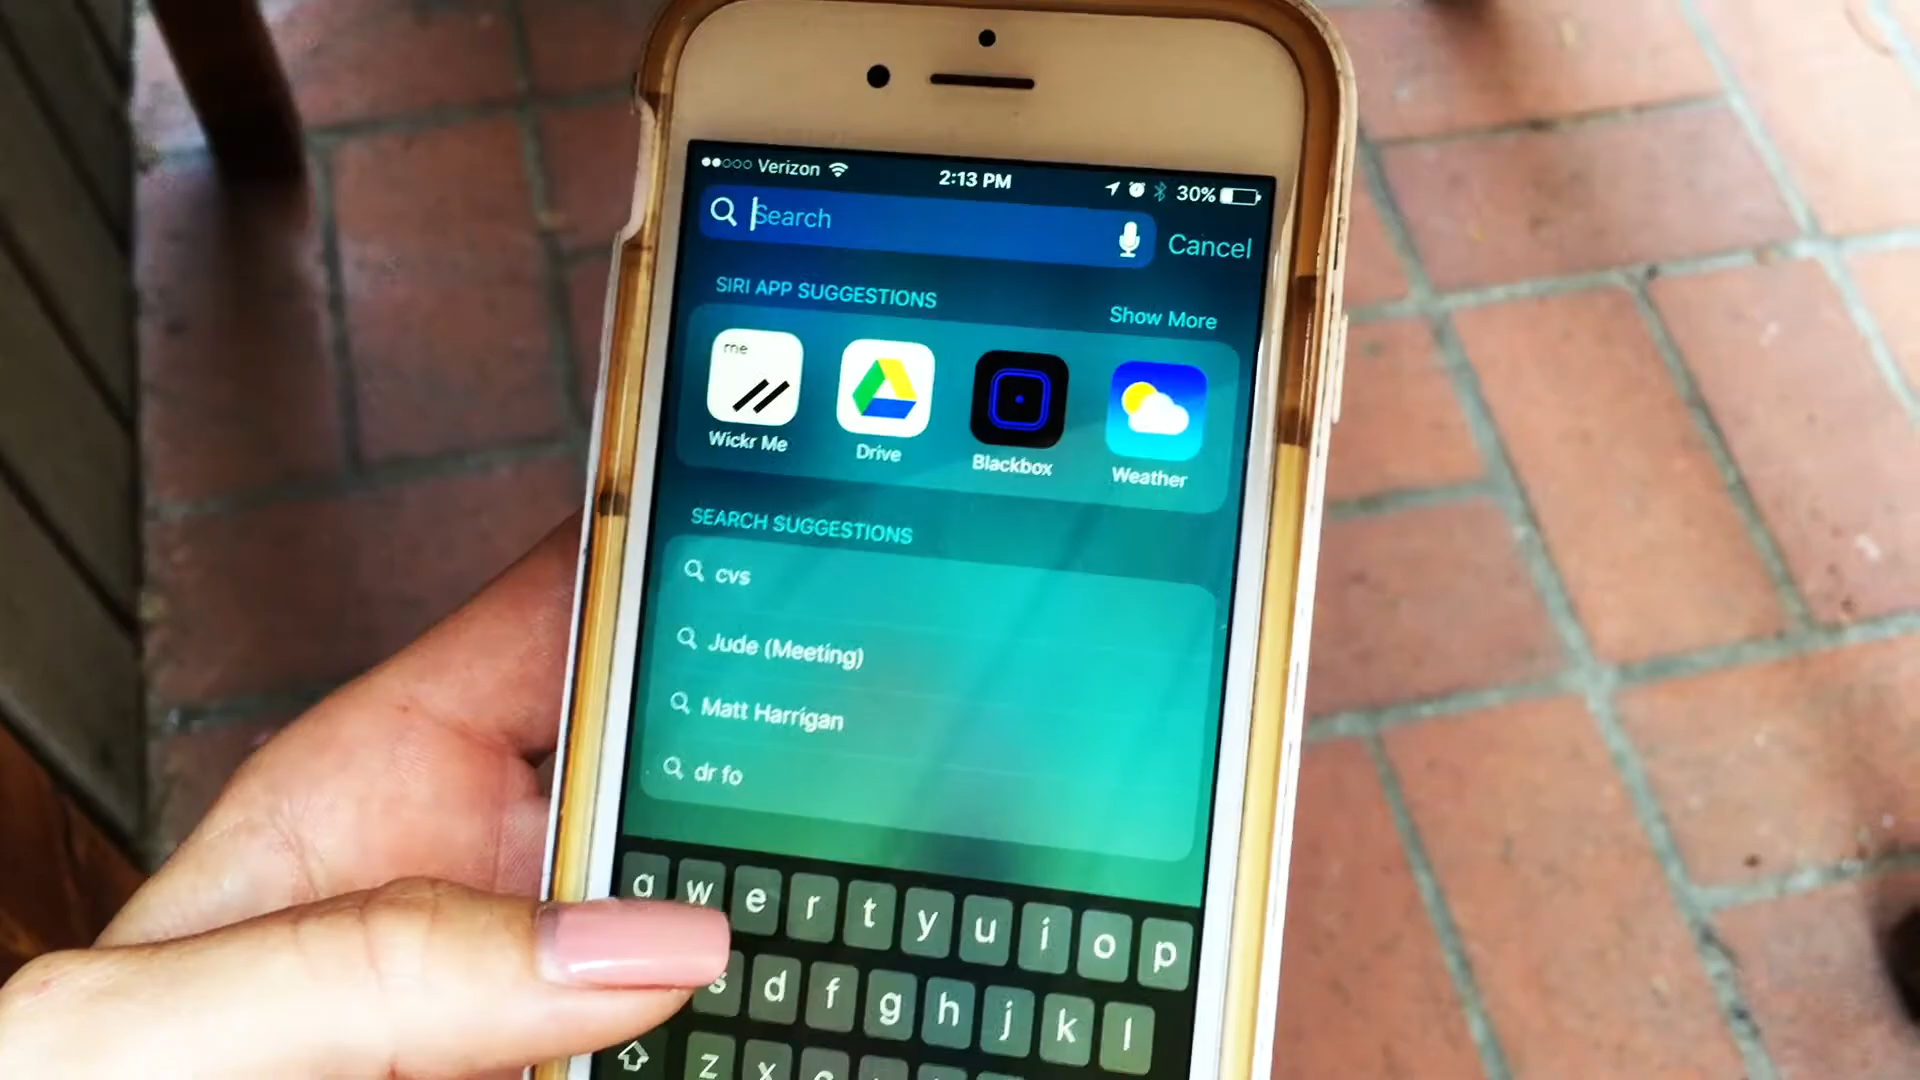 Verizon 2:13 PM 30%
Search Cancel
SIRI APP SUGGESTIONS Show More
me
Wickr Me Drive Blackbox Weather
SEARCH SUGGESTIONS
cvs
Jude (Meeting)
Matt Harrigan
dr fo
q w e r t y u i o p
s d f g h j k l
z x c